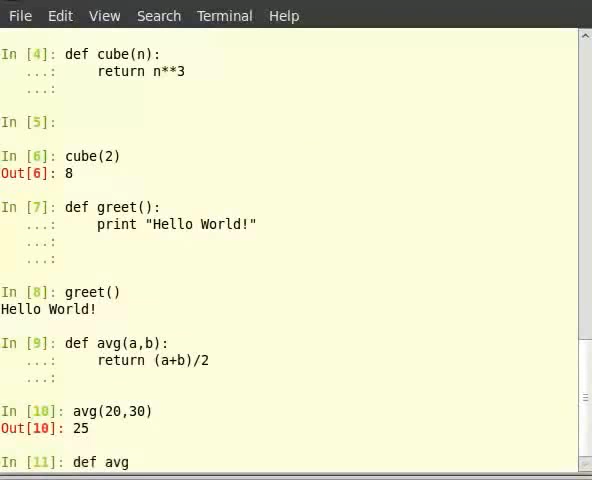 File Edit View Search Terminal Help
In [4]: def cube(n):
   ...:     return n**3
   ...:
In [5]:
In [6]: cube(2)
Out[6]: 8
In [7]: def greet():
   ...:     print "Hello World!"
   ...:
   ...:
In [8]: greet()
Hello World!
In [9]: def avg(a,b):
   ...:     return (a+b)/2
   ...:
In [10]: avg(20,30)
Out[10]: 25
In [11]: def avg